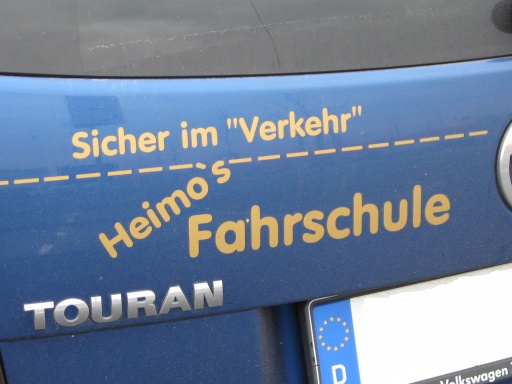 Sicher im "Verkehr"
Heimo`s
Fahrschule
TOURAN
D
Volkswagen